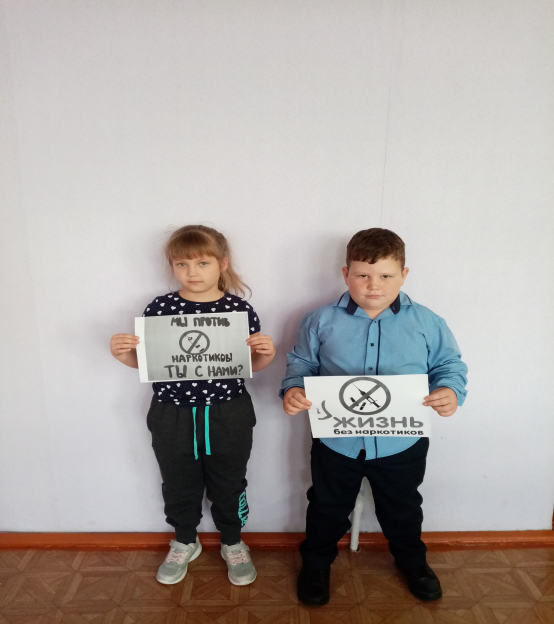 МЫ ПРОТИВ
НАРКОТИКОВ!
ТЫ С НАМИ?
ЖИЗНЬ
без наркотиков